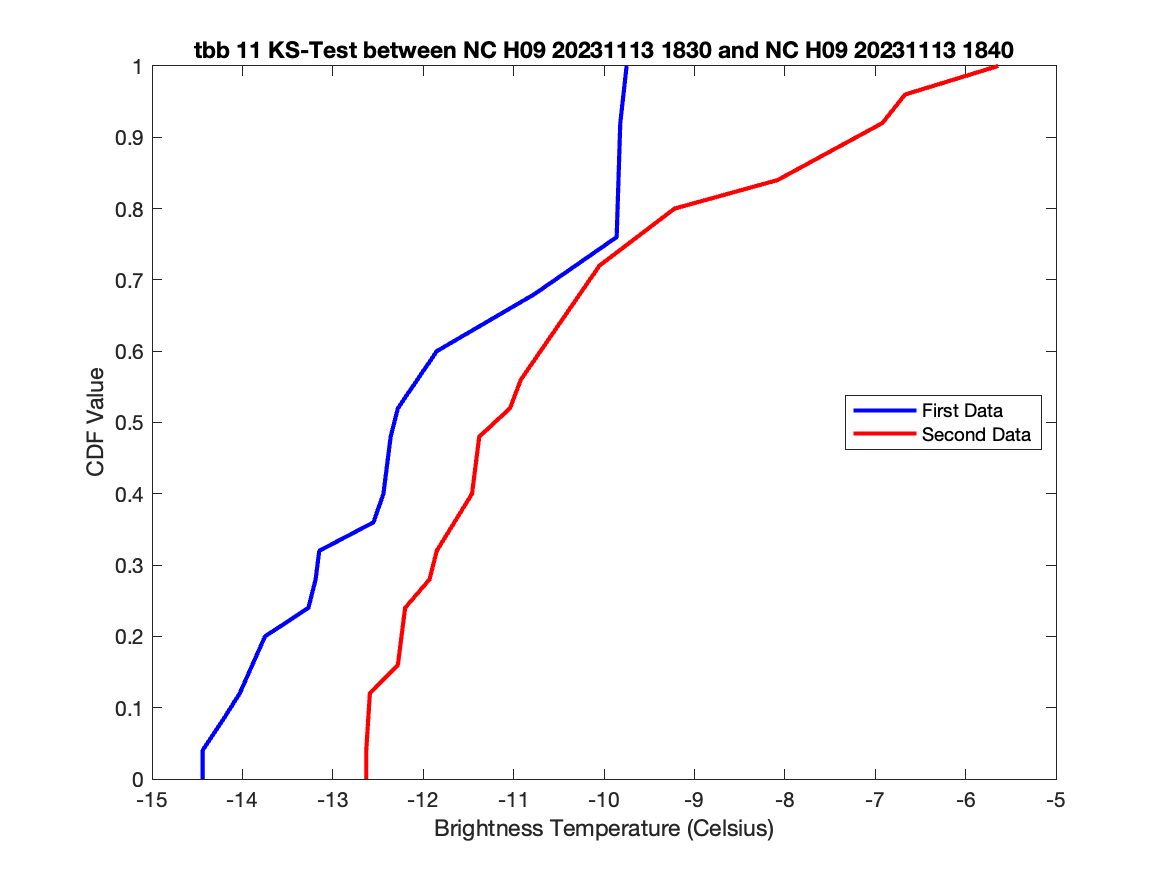 tbb 11 KS-Test between NC H09 20231113 1830 and NC H09 20231113 1840
1
0.9
0.8
0.7
0.6
0.5
0.4
0.3
0.2
0.1
0
CDF Value
First Data
Second Data
-15 -14 -13 -12 -11 -10 -9 -8 -7 -6 -5
Brightness Temperature (Celsius)